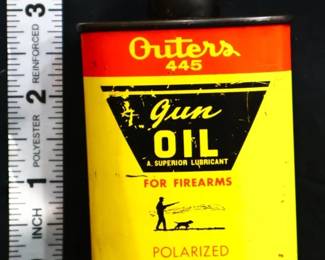 Outers
445
gun
OIL
A SUPERIOR LUBRICANT
FOR FIREARMS
POLARIZED
1 INCH 2 POLYESTER 3 REINFORCED